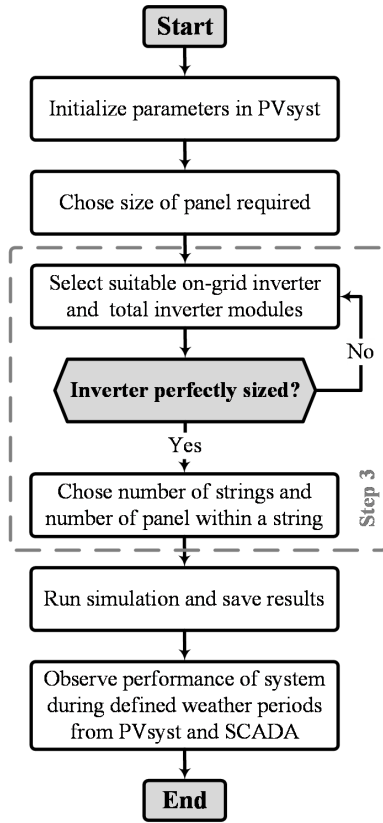 Start
Initialize parameters in PVsyst
Chose size of panel required
Select suitable on-grid inverter
and total inverter modules
No
Inverter perfectly sized?
Yes
Chose number of strings and
number of panel within a string
Step 3
Run simulation and save results
Observe performance of system
during defined weather periods
from PVsyst and SCADA
End